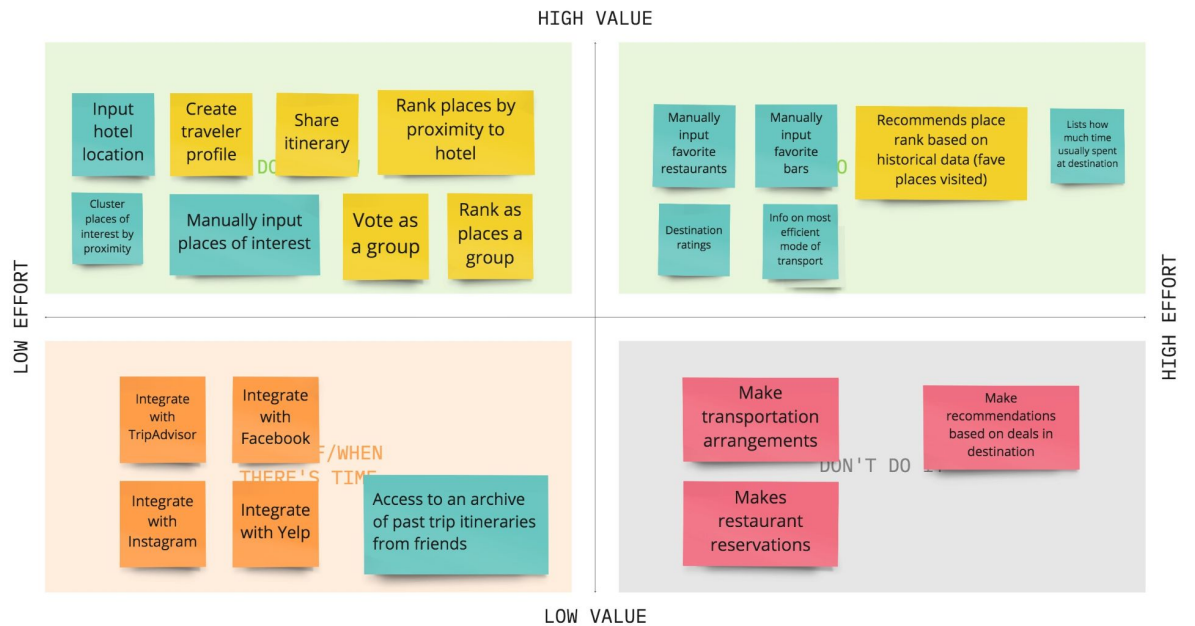 HIGH VALUE
Input
hotel
location
Create
traveler
profile
Share
itinerary
Rank places by
proximity to
hotel
Cluster
places of
interest by
proximity
Manually input
places of interest
Vote as
a group
Rank as
places a
group
Manually
input
favorite
restaurants
Manually
input
favorite
bars
Recommends place
rank based on
historical data (fave
places visited)
Lists how
much time
usually spent
at destination
Destination
ratings
Info on most
efficient
mode of
transport
LOW EFFORT
HIGH EFFORT
Integrate
with
TripAdvisor
Integrate
with
Facebook
F/WHEN
THERE'S TIM
Integrate
with
Instagram
Integrate
with Yelp
Access to an archive
of past trip itineraries
from friends
Make
transportation
arrangements
Make
recommendations
based on deals in
destination
DON'T DO
Makes
restaurant
reservations
LOW VALUE